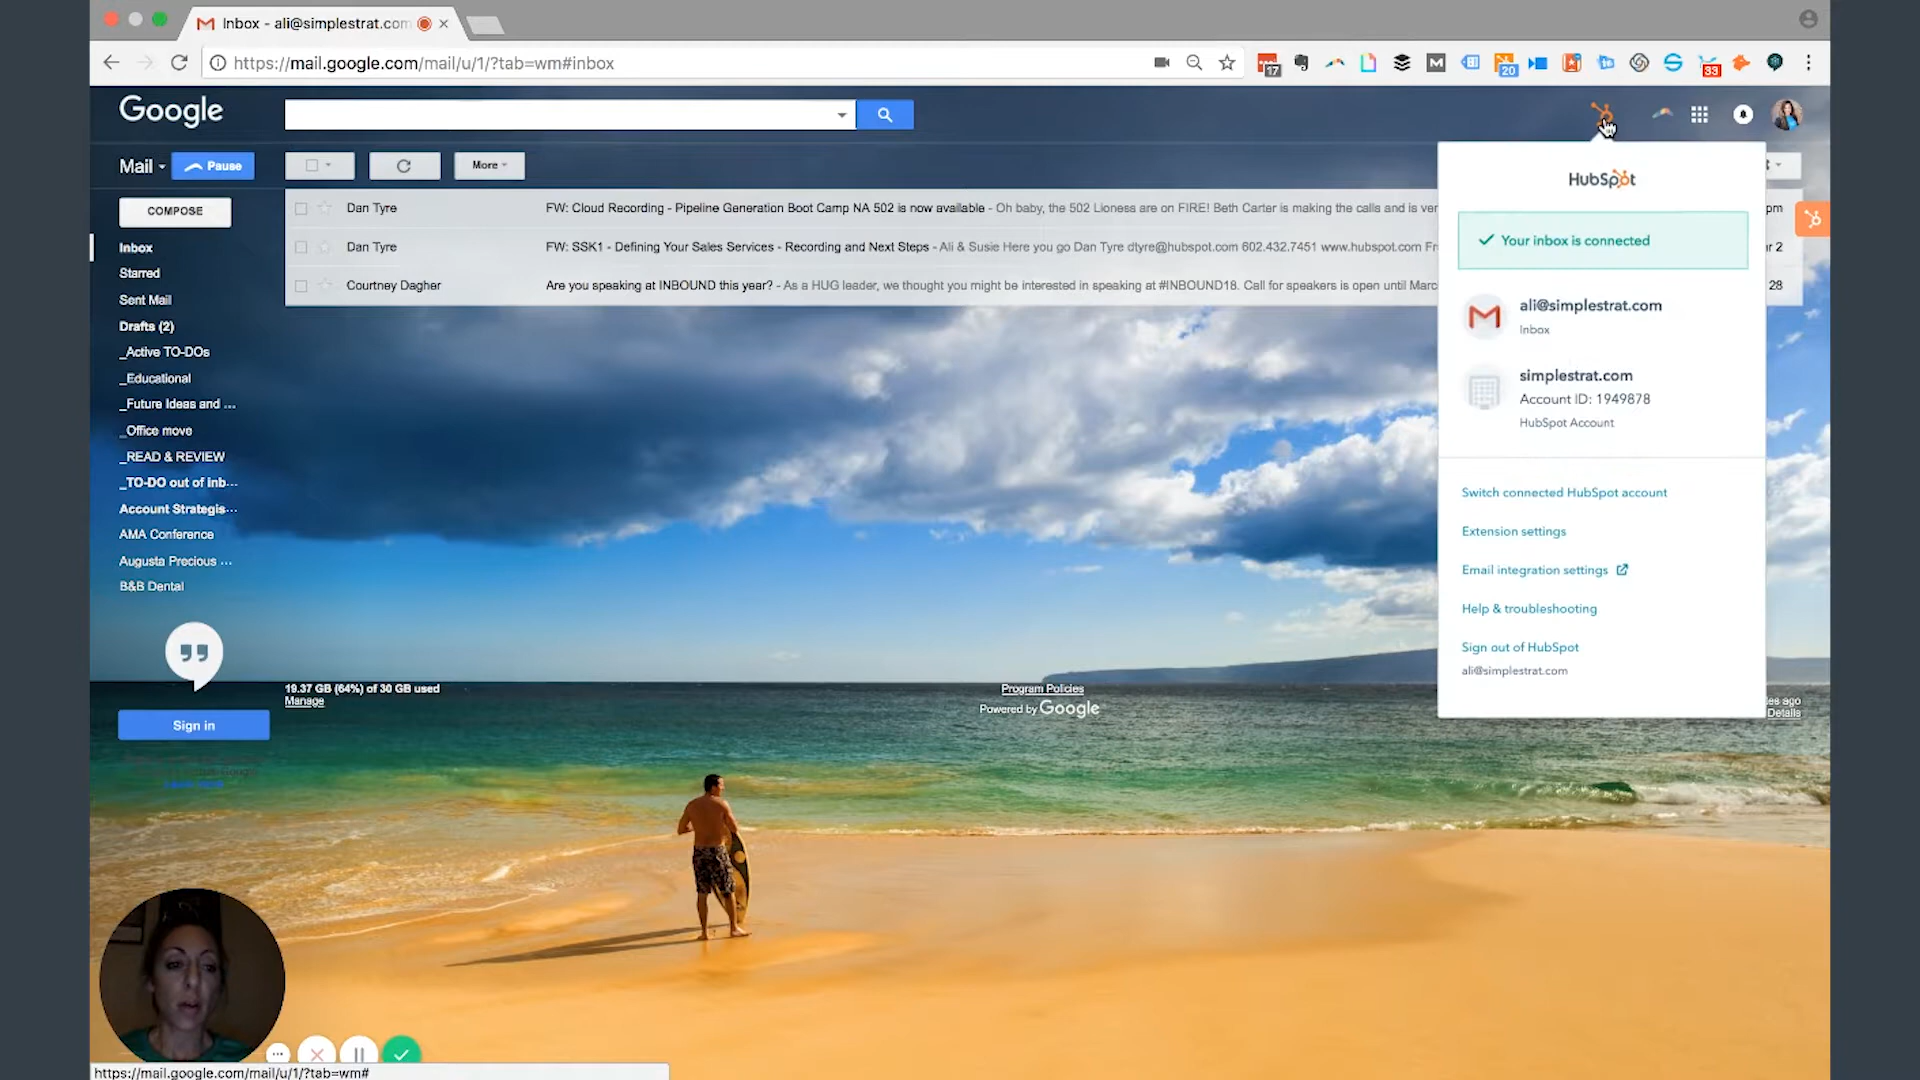 Inbox - ali@simplestrat.com
https://mail.google.com/mail/u/1/?tab=wm#inbox
17
20
33
Google
Mail
Pause
More
COMPOSE
Inbox
Starred
Sent Mail
Drafts (2)
_Active TO-DOs
_Educational
_Future Ideas and ...
_Office move
_READ & REVIEW
_TO-DO out of Inb...
Account Strategis...
AMA Conference
Augusta Precious ...
B&B Dental
Sign in
Dan Tyre FW: Cloud Recording - Pipeline Generation Boot Camp NA 502 is now available - Oh baby, the 502 Lioness are on FIRE! Beth Carter is making the calls and is ver pm
Dan Tyre FW: SSK1 - Defining Your Sales Services - Recording and Next Steps - Ali & Susie Here you go Dan Tyre dtyre@hubspot.com 602.432.7451 www.hubspot.com Fr r 2
Courtney Dagher Are you speaking at INBOUND this year? - As a HUG leader, we thought you might be interested in speaking at #INBOUND18. Call for speakers is open until Marc 28
19.37 GB (64%) of 30 GB used
Manage
Program Policies
Powered by Google
es ago
Details
HubSpot
Your inbox is connected
ali@simplestrat.com
Inbox
simplestrat.com
Account ID: 1949878
HubSpot Account
Switch connected HubSpot account
Extension settings
Email integration settings
Help & troubleshooting
Sign out of HubSpot
ali@simplestrat.com
https://mail.google.com/mail/u/1/?tab=wm#